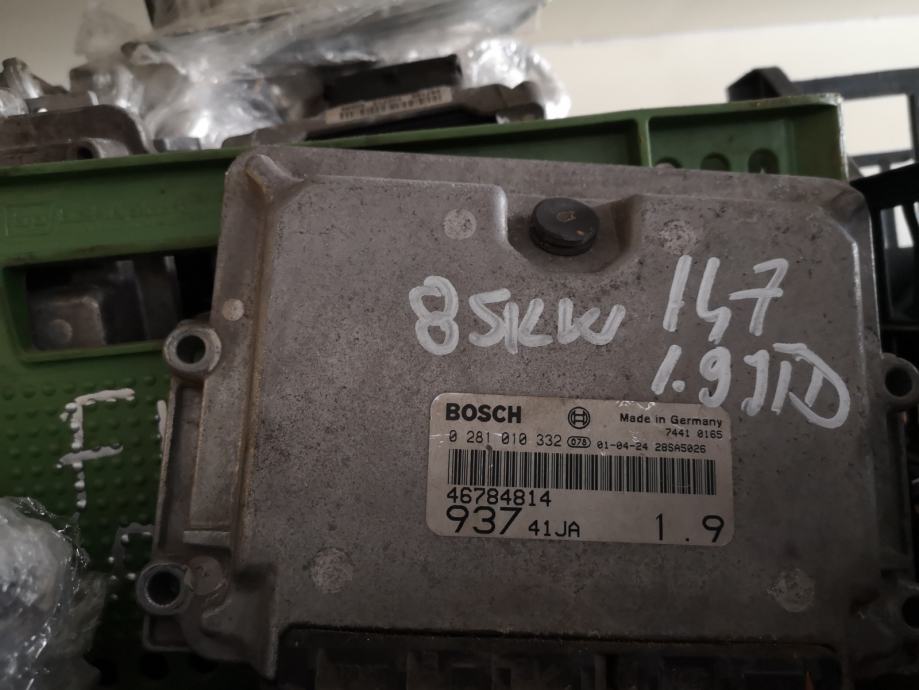 85KW 147
1.9JTD
BOSCH Made in Germany
7441 0165
0 281 010 332 078 01-04-24 28SA5026
46784814
937 41JA 1.9
F